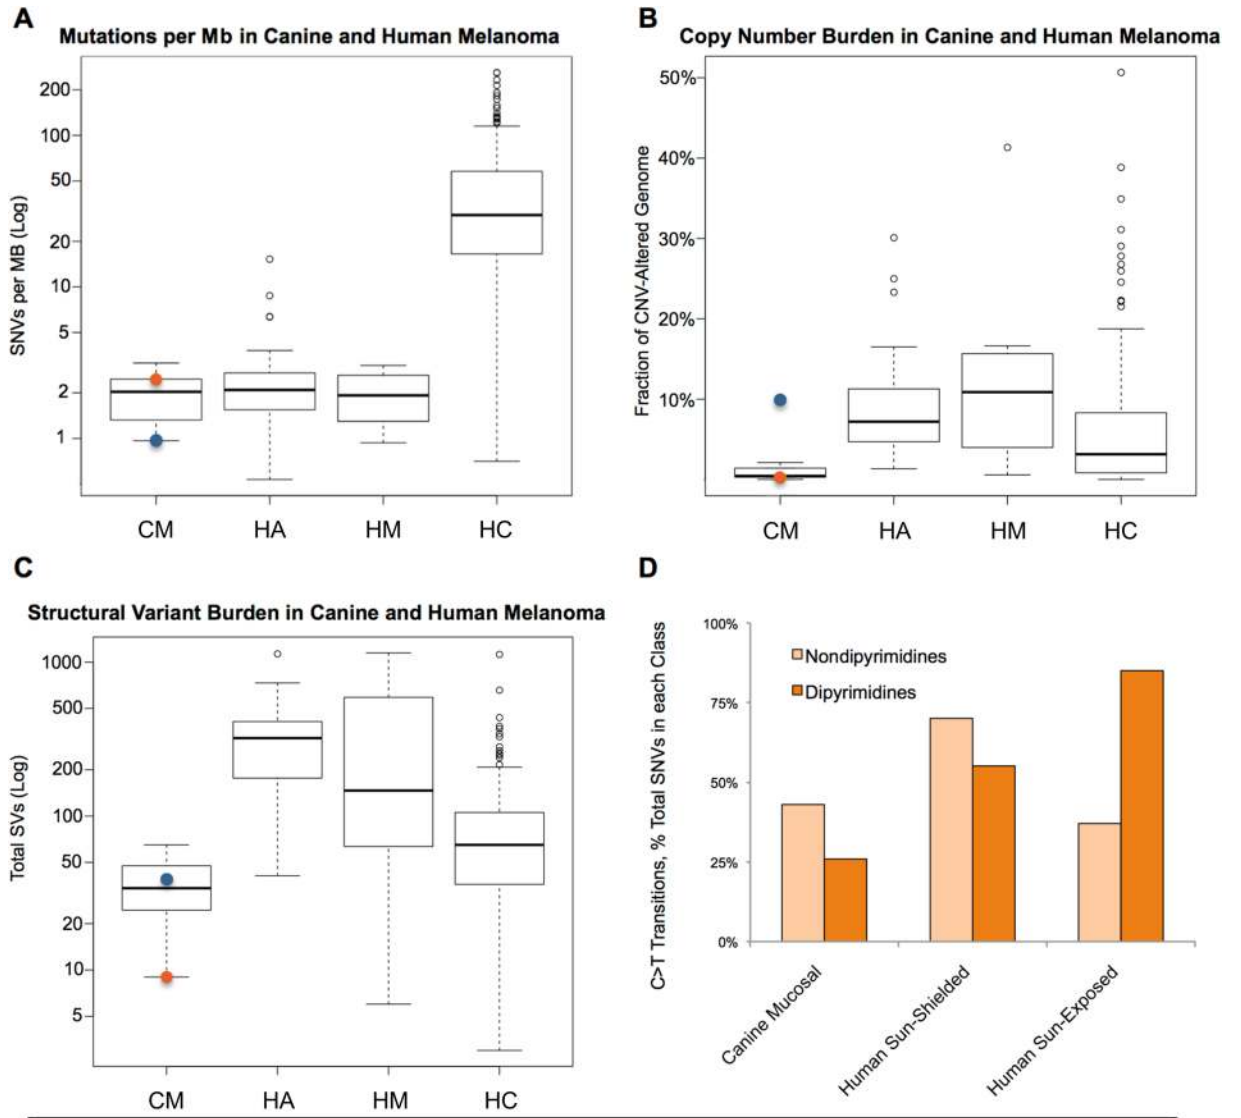 A
Mutations per Mb in Canine and Human Melanoma
SNVs per MB (Log)
200
100
50
20
10
5
2
1
CM HA HM HC
B
Copy Number Burden in Canine and Human Melanoma
Fraction of CNV-Altered Genome
50%
40%
30%
20%
10%
CM HA HM HC
C
Structural Variant Burden in Canine and Human Melanoma
Total SVs (Log)
1000
500
200
100
50
20
10
5
CM HA HM HC
D
C>T Transitions, % Total SNVs in each Class
100%
75%
50%
25%
0%
Nondipyrimidines
Dipyrimidines
Canine Mucosal
Human Sun-Shielded
Human Sun-Exposed